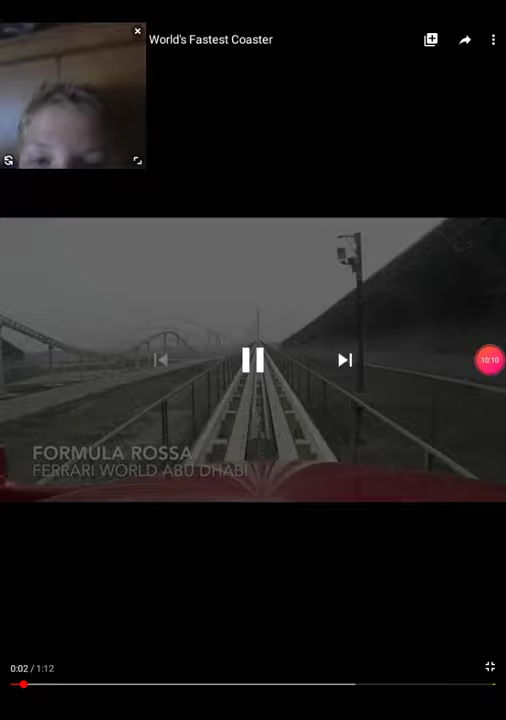 World's Fastest Coaster
10:10
FORMULA ROSSA
FERRARI WORLD ABU DHABI
0:02 / 1:12